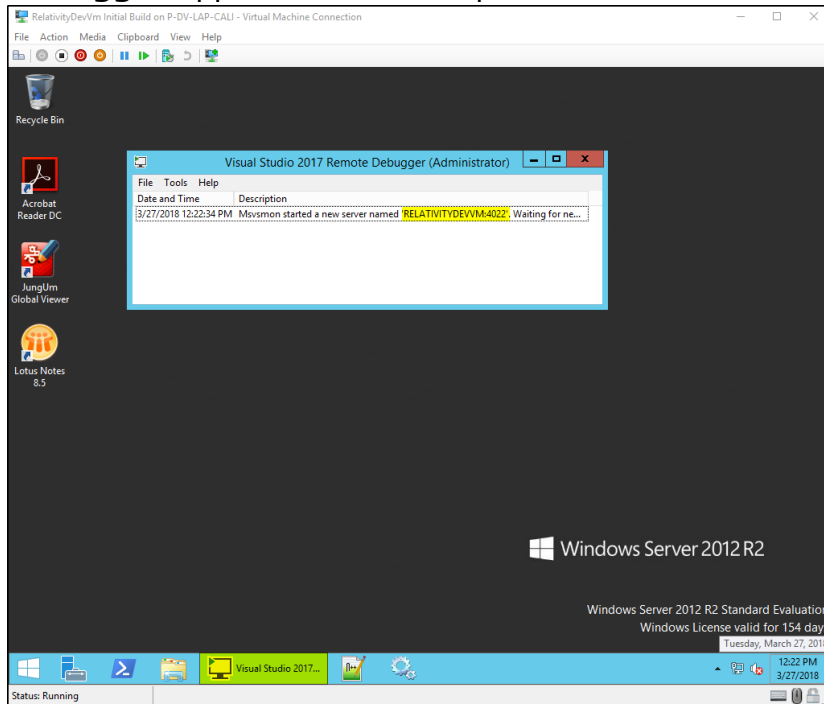 RelativityDevVm Initial Build on P-DV-LAP-CALI - Virtual Machine Connection
File Action Media Clipboard View Help
Recycle Bin
Visual Studio 2017 Remote Debugger (Administrator)
File Tools Help
Date and Time Description
3/27/2018 12:22:34 PM Msvsmon started a new server named 'RELATIVITYDEVVM:4022'. Waiting for ne...
Acrobat
Reader DC
JungUm
Global Viewer
Lotus Notes
8.5
Windows Server 2012 R2
Windows Server 2012 R2 Standard Evaluation
Windows License valid for 154 day
Tuesday, March 27, 201
Visual Studio 2017...
12:22 PM
3/27/2018
Status: Running